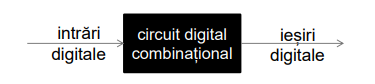 intrări
digitale
circuit digital
combinațional
ieșiri
digitale